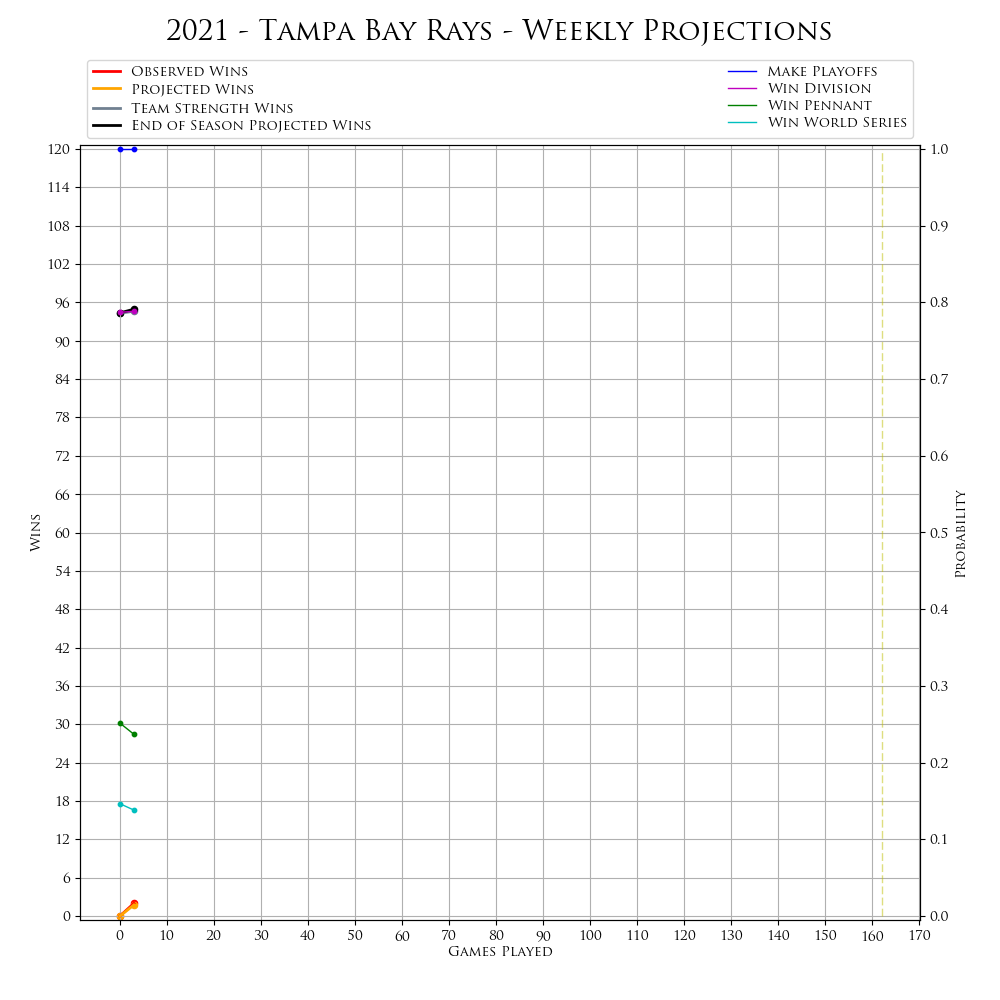 2021 - Tampa Bay Rays - Weekly Projections
Observed Wins
Projected Wins
Team Strength Wins
End of Season Projected Wins
Make Playoffs
Win Division
Win Pennant
Win World Series
120
114
108
102
96
90
84
78
72
66
60
54
48
42
36
30
24
18
12
6
0
Wins
1.0
0.9
0.8
0.7
0.6
0.5
0.4
0.3
0.2
0.1
0.0
Probability
0 10 20 30 40 50 60 70 80 90 100 110 120 130 140 150 160 170
Games Played